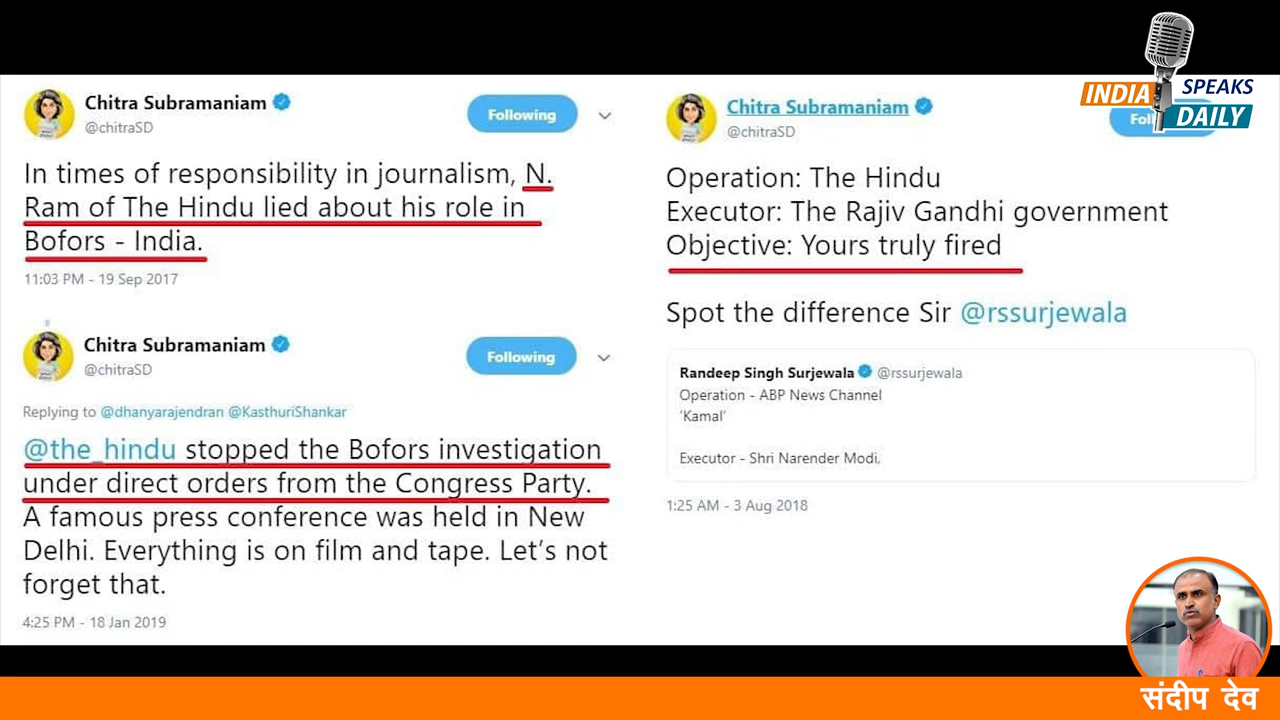 INDIA SPEAKS
DAILY
Chitra Subramaniam
@chitraSD
Following
In times of responsibility in journalism, N.
Ram of The Hindu lied about his role in
Bofors - India.
11:03 PM - 19 Sep 2017
Chitra Subramaniam
@chitraSD
Following
Replying to @dhanyarajendran @KasthuriShankar
@the_hindu stopped the Bofors investigation
under direct orders from the Congress Party.
A famous press conference was held in New
Delhi. Everything is on film and tape. Let's not
forget that.
4:25 PM - 18 Jan 2019
Chitra Subramaniam
@chitraSD
Operation: The Hindu
Executor: The Rajiv Gandhi government
Objective: Yours truly fired
Spot the difference Sir @rssurjewala
Randeep Singh Surjewala @rssurjewala
Operation - ABP News Channel
‘Kamal’
Executor - Shri Narender Modi,
1:25 AM - 3 Aug 2018
संदीप देव